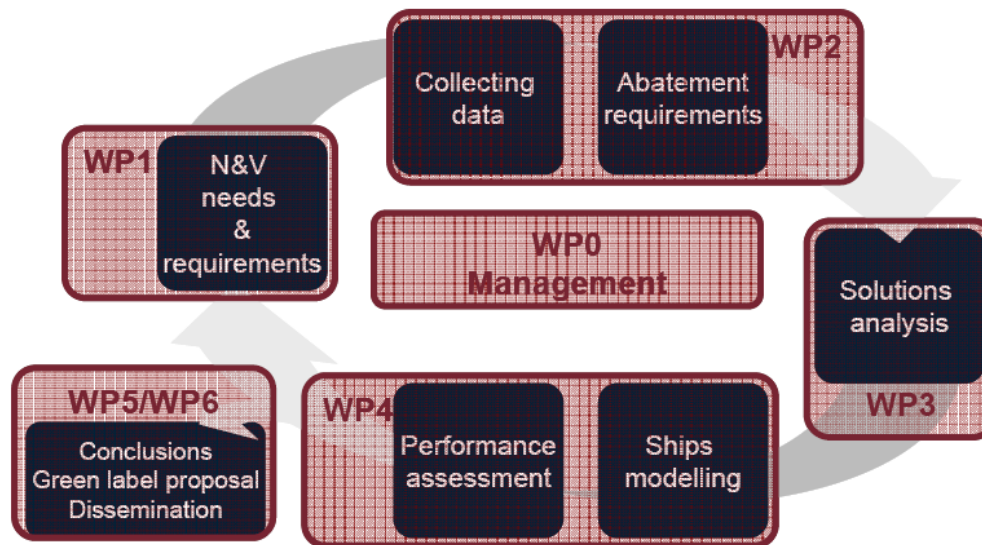 WP2
Collecting
data
Abatement
requirements
WP1
N&V
needs
&
requirements
WP0
Management
Solutions
analysis
WP3
WP5/WP6
Conclusions
Green label proposal
Dissemination
WP4
Performance
assessment
Ships
modelling